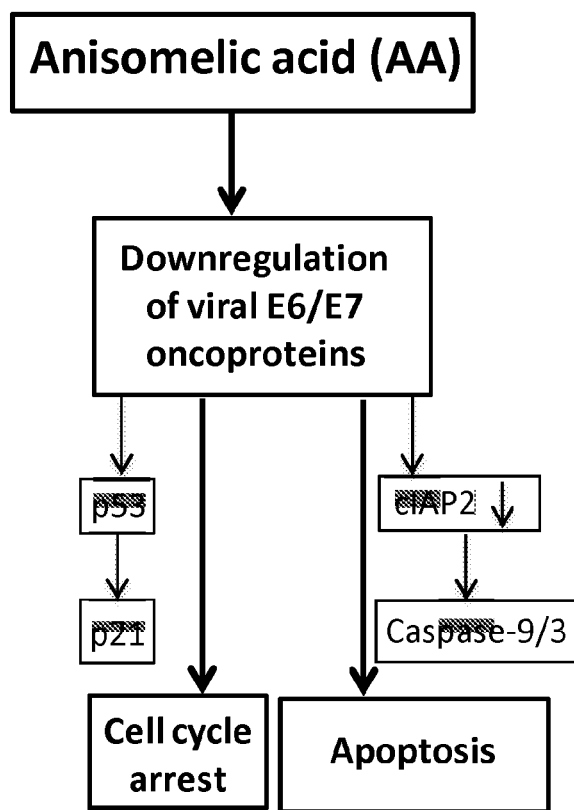 Anisomelic acid (AA)
Downregulation
of viral E6/E7
oncoproteins
p53
cIAP2
p21
Caspase-9/3
Cell cycle
arrest
Apoptosis